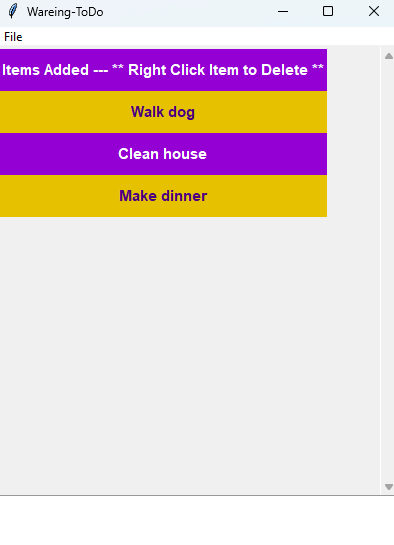 Wareing-ToDo
File
Items Added --- ** Right Click Item to Delete **
Walk dog
Clean house
Make dinner